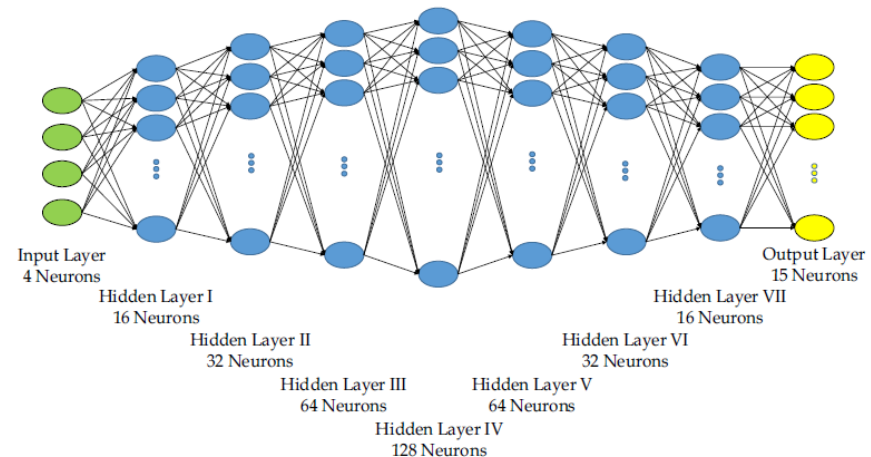 Input Layer
4 Neurons
Hidden Layer I
16 Neurons
Hidden Layer II
32 Neurons
Hidden Layer III
64 Neurons
Hidden Layer IV
128 Neurons
Hidden Layer V
64 Neurons
Hidden Layer VI
32 Neurons
Hidden Layer VII
16 Neurons
Output Layer
15 Neurons